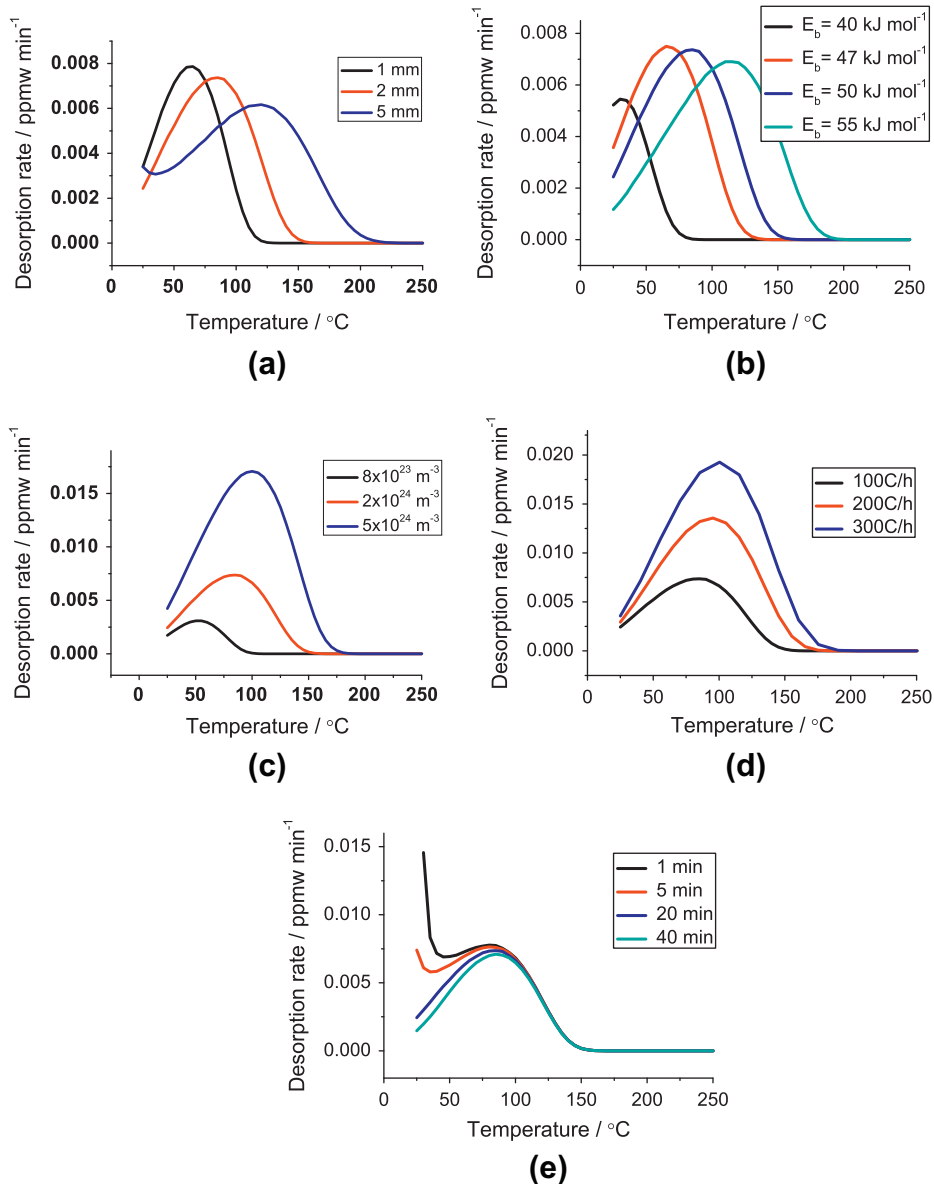 Desorption rate / ppmw min⁻¹
0.008
0.006
0.004
0.002
0.000
1 mm
2 mm
5 mm
0 50 100 150 200 250
Temperature / °C
(a)
Desorption rate / ppmw min⁻¹
0.008
0.006
0.004
0.002
0.000
E_b= 40 kJ mol⁻¹
E_b= 47 kJ mol⁻¹
E_b= 50 kJ mol⁻¹
E_b= 55 kJ mol⁻¹
0 50 100 150 200 250
Temperature / °C
(b)
Desorption rate / ppmw min⁻¹
0.015
0.010
0.005
0.000
8x10²³ m⁻³
2x10²⁴ m⁻³
5x10²⁴ m⁻³
0 50 100 150 200 250
Temperature / °C
(c)
Desorption rate / ppmw min⁻¹
0.020
0.015
0.010
0.005
0.000
100C/h
200C/h
300C/h
0 50 100 150 200 250
Temperature / °C
(d)
Desorption rate / ppmw min⁻¹
0.015
0.010
0.005
0.000
1 min
5 min
20 min
40 min
0 50 100 150 200 250
Temperature / °C
(e)